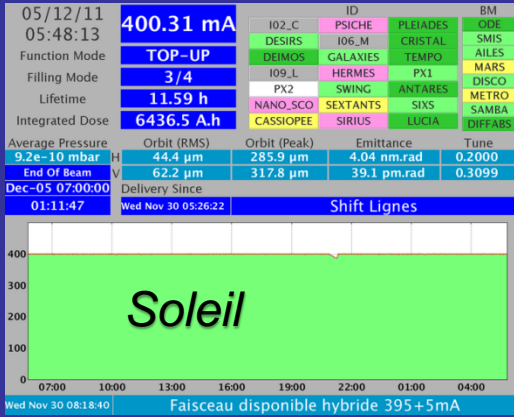 05/12/11
05:48:13
400.31 mA
Function Mode TOP-UP
Filling Mode 3/4
Lifetime 11.59 h
Integrated Dose 6436.5 A.h
ID BM
I02_C PSICHE PLEIADES ODE
DESIRS I06_M CRISTAL SMIS
DEIMOS GALAXIES TEMPO AILES
I09_L HERMES PX1 MARS
PX2 SWING ANTARES DISCO
NANO_SCO EXTANTS SIXS METRO
CASSIOPEE SIRIUS LUCIA SAMBA
DIFFABS
Average Pressure Orbit (RMS) Orbit (Peak) Emittance Tune
9.2e-10 mbar H 44.4 µm 285.9 µm 4.04 nm.rad 0.2000
End Of Beam V 62.2 µm 317.8 µm 39.1 pm.rad 0.3099
Dec-05 07:00:00 Delivery Since
01:11:47 Wed Nov 30 05:26:22 Shift Lignes
400
300
200
100
0
Soleil
07:00 10:00 13:00 16:00 19:00 22:00 01:00 04:00
Wed Nov 30 08:18:40 Faisceau disponible hybride 395+5mA